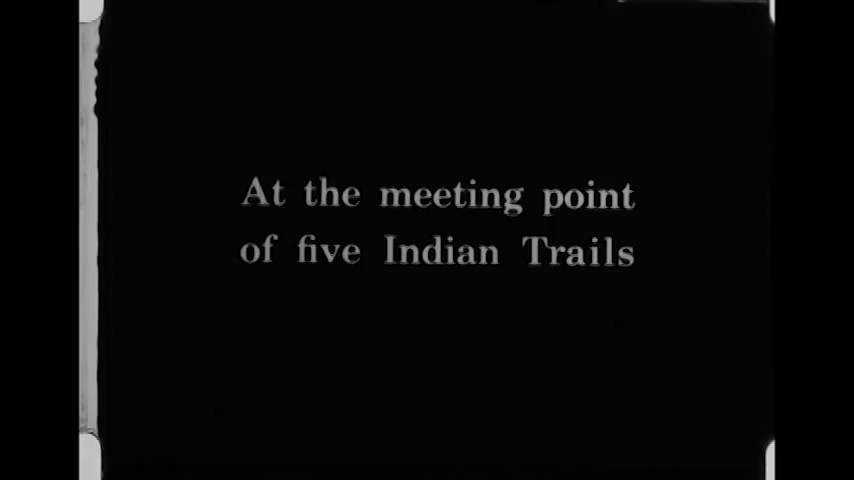 At the meeting point
of five Indian Trails